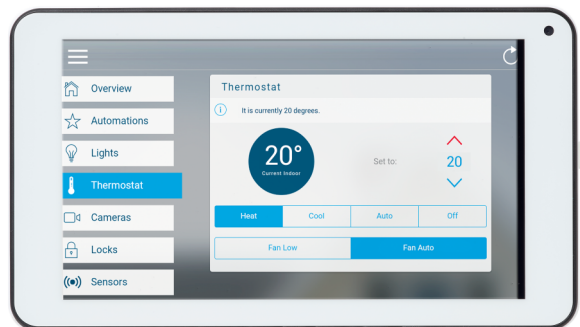 Overview
Automations
Lights
Thermostat
Cameras
Locks
Sensors
Thermostat
It is currently 20 degrees.
20°
Current Indoor
Set to:
20
Heat Cool Auto Off
Fan Low Fan Auto